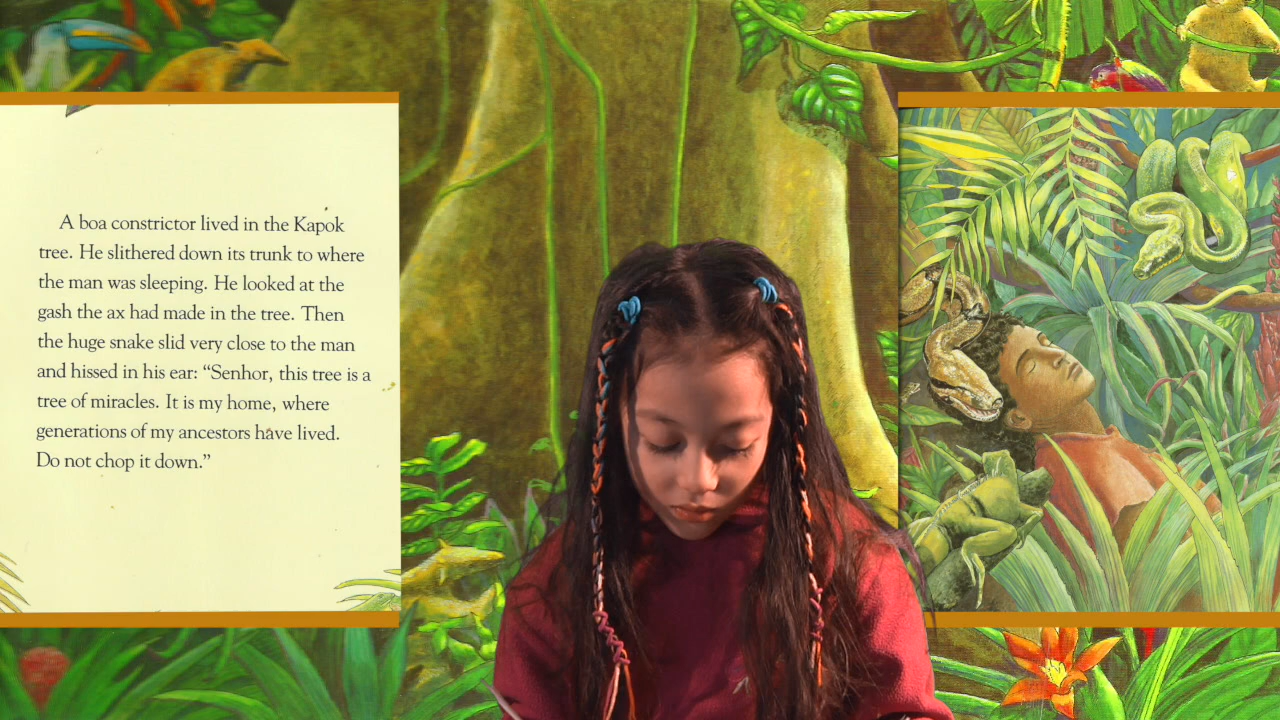 A boa constrictor lived in the Kapok
tree. He slithered down its trunk to where
the man was sleeping. He looked at the
gash the ax had made in the tree. Then
the huge snake slid very close to the man
and hissed in his ear: “Senhor, this tree is a
tree of miracles. It is my home, where
generations of my ancestors have lived.
Do not chop it down.”